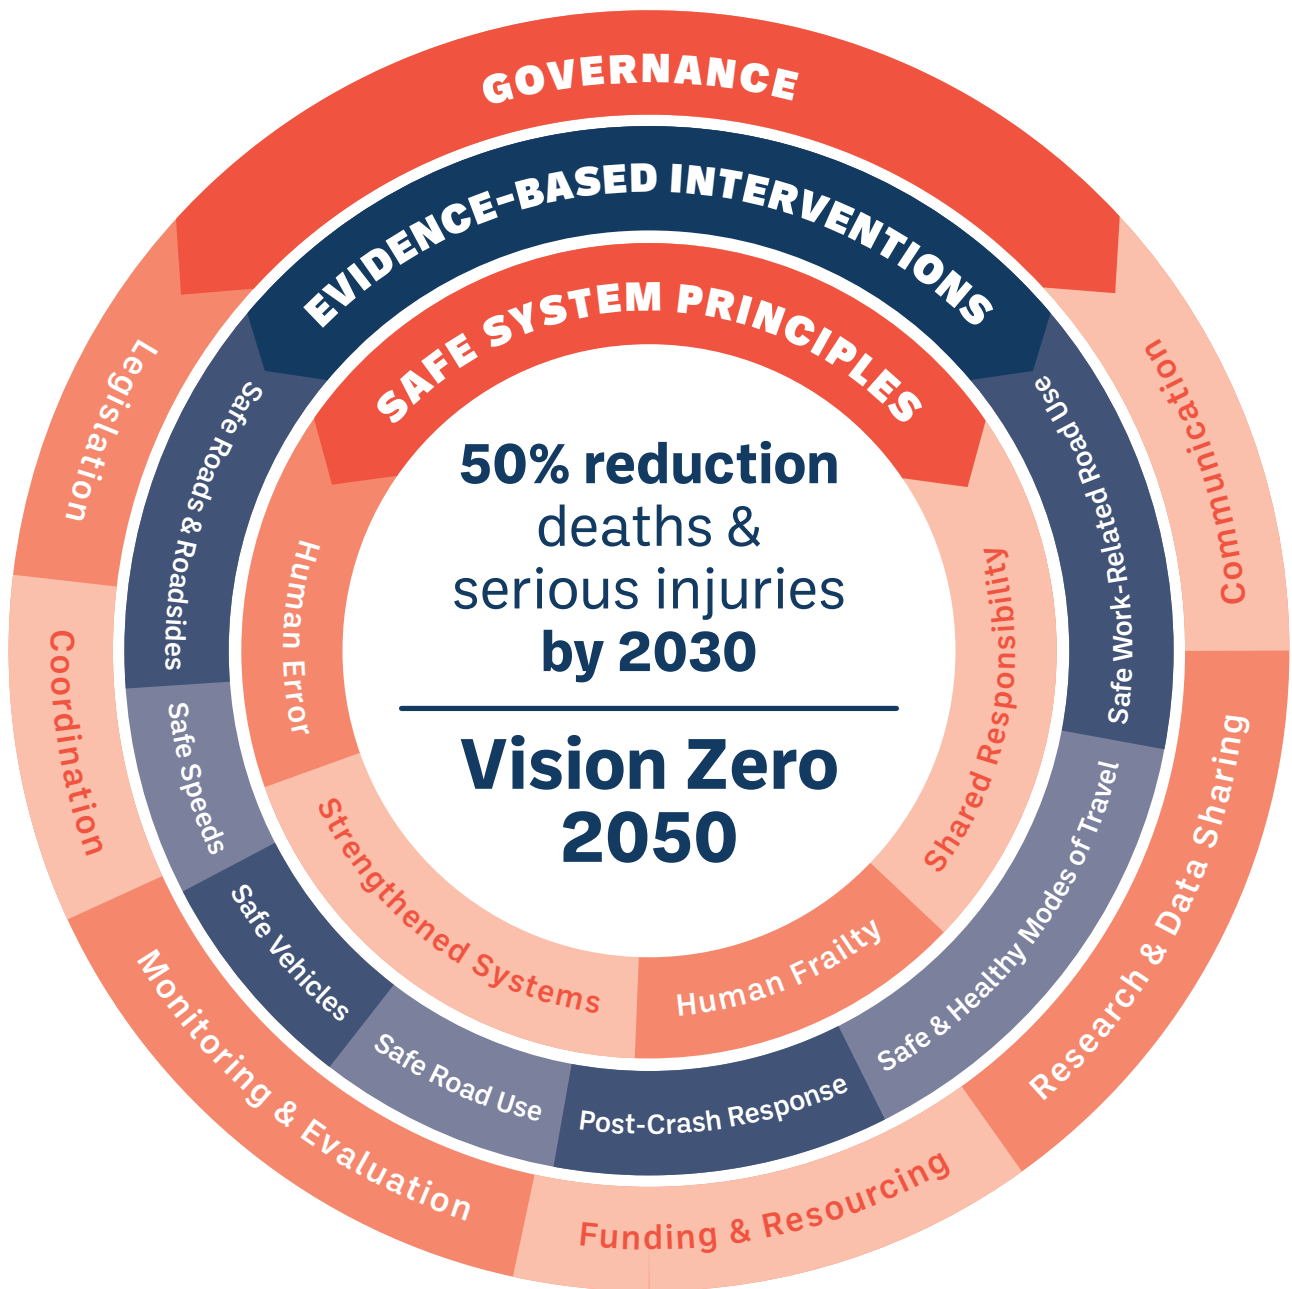 GOVERNANCE
Legislation
Coordination
Monitoring & Evaluation
Funding & Resourcing
Research & Data Sharing
Communication
EVIDENCE-BASED INTERVENTIONS
Safe Roads & Roadsides
Safe Speeds
Safe Vehicles
Safe Road Use
Post-Crash Response
Safe & Healthy Modes of Travel
Safe Work-Related Road Use
SAFE SYSTEM PRINCIPLES
Human Error
Strengthened Systems
Human Frailty
Shared Responsibility
50% reduction
deaths &
serious injuries
by 2030
Vision Zero
2050